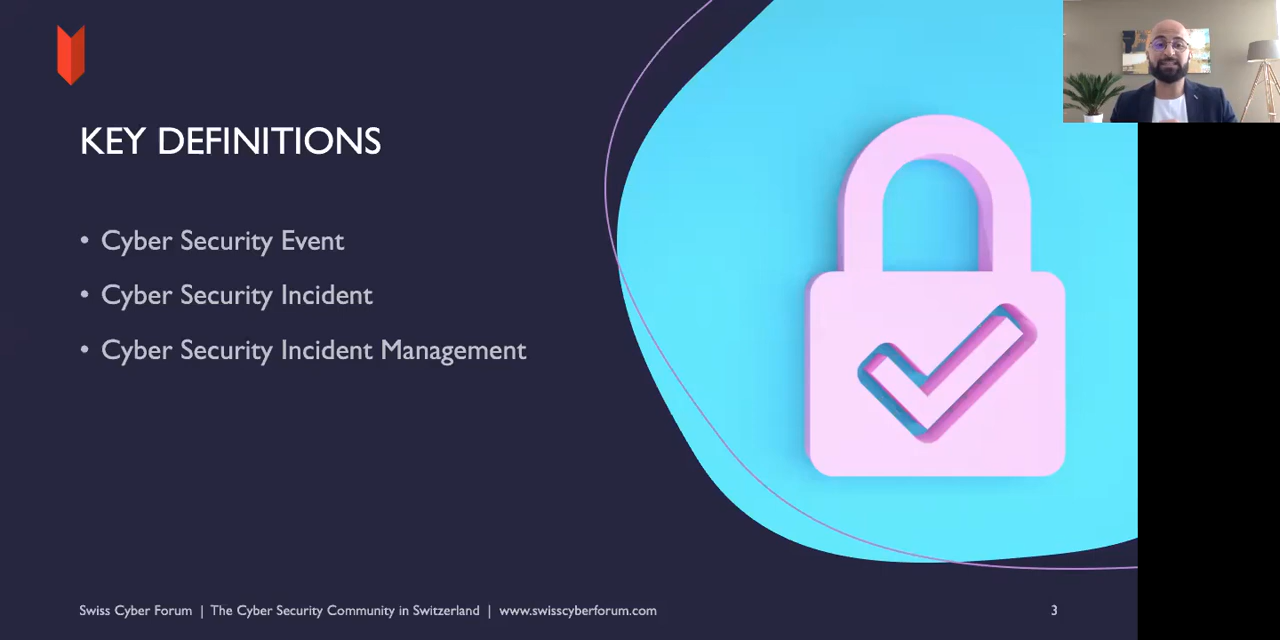 KEY DEFINITIONS
• Cyber Security Event
• Cyber Security Incident
• Cyber Security Incident Management
Swiss Cyber Forum | The Cyber Security Community in Switzerland | www.swisscyberforum.com
3